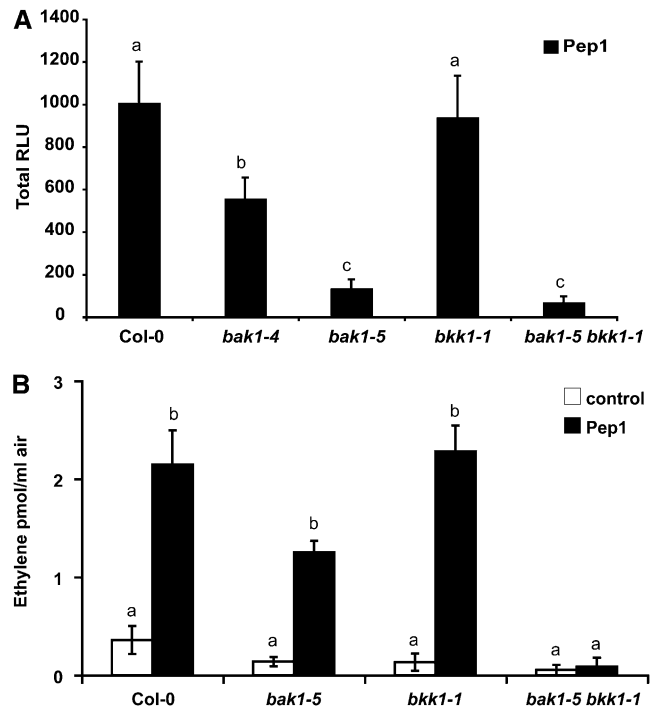 A
1400
1200
1000
800
600
400
200
0
Total RLU
Pep1
a
b
c
a
c
Col-0 bak1-4 bak1-5 bkk1-1 bak1-5 bkk1-1
B
3
2
1
0
Ethylene pmol/ml air
control
Pep1
a b a b a b a a
Col-0 bak1-5 bkk1-1 bak1-5 bkk1-1